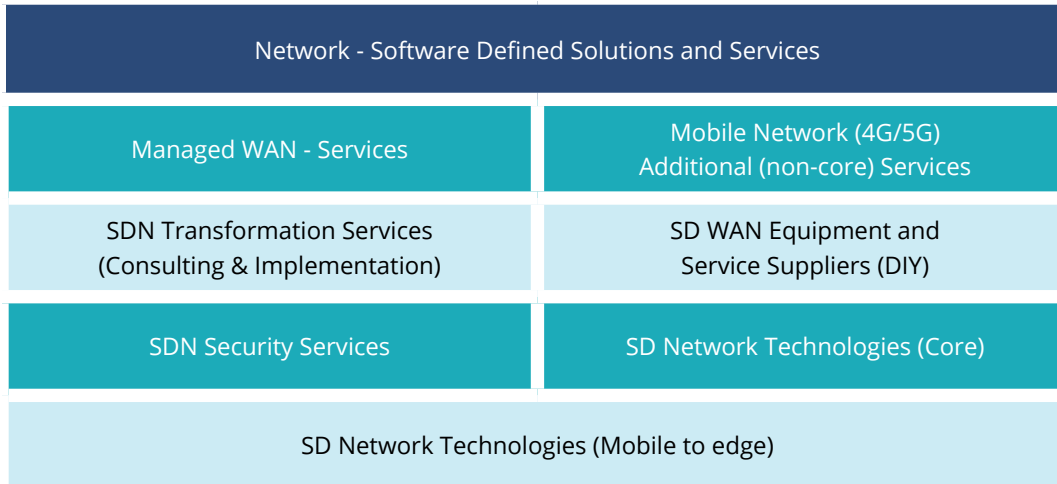 Network - Software Defined Solutions and Services
Managed WAN - Services
Mobile Network (4G/5G)
Additional (non-core) Services
SDN Transformation Services
(Consulting & Implementation)
SD WAN Equipment and
Service Suppliers (DIY)
SDN Security Services
SD Network Technologies (Core)
SD Network Technologies (Mobile to edge)